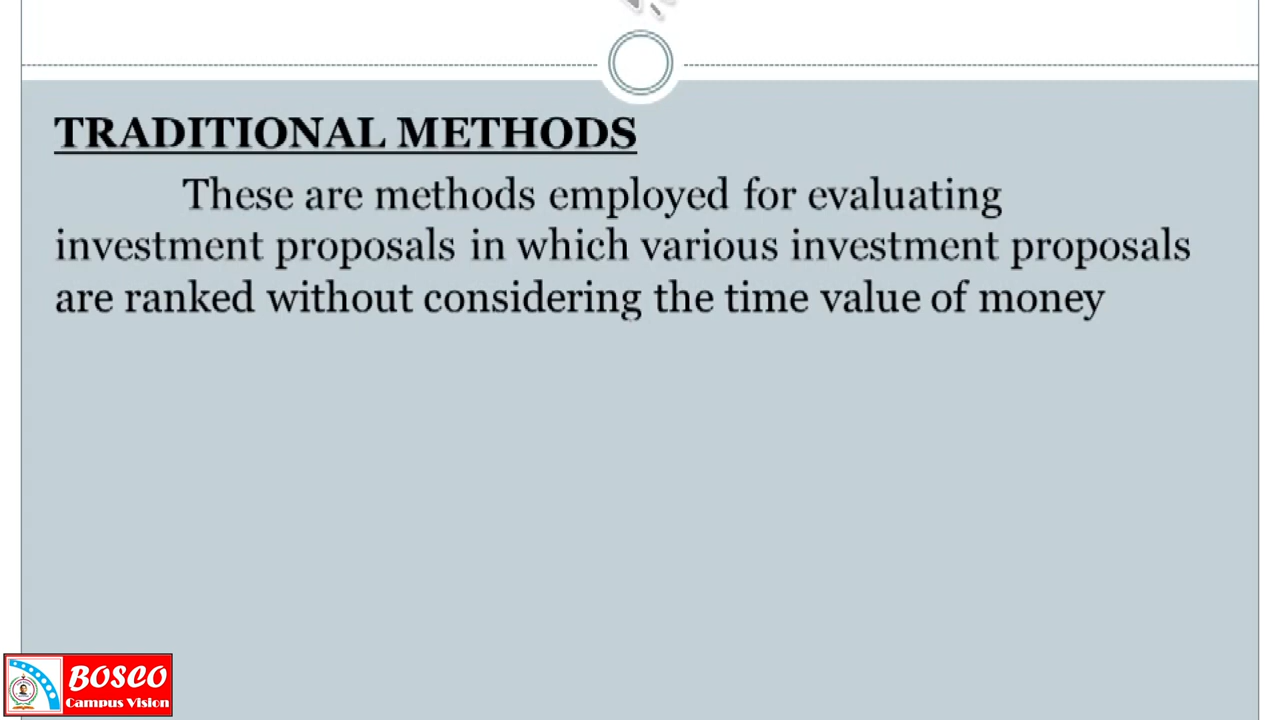 TRADITIONAL METHODS
These are methods employed for evaluating
investment proposals in which various investment proposals
are ranked without considering the time value of money
BOSCO
Campus Vision